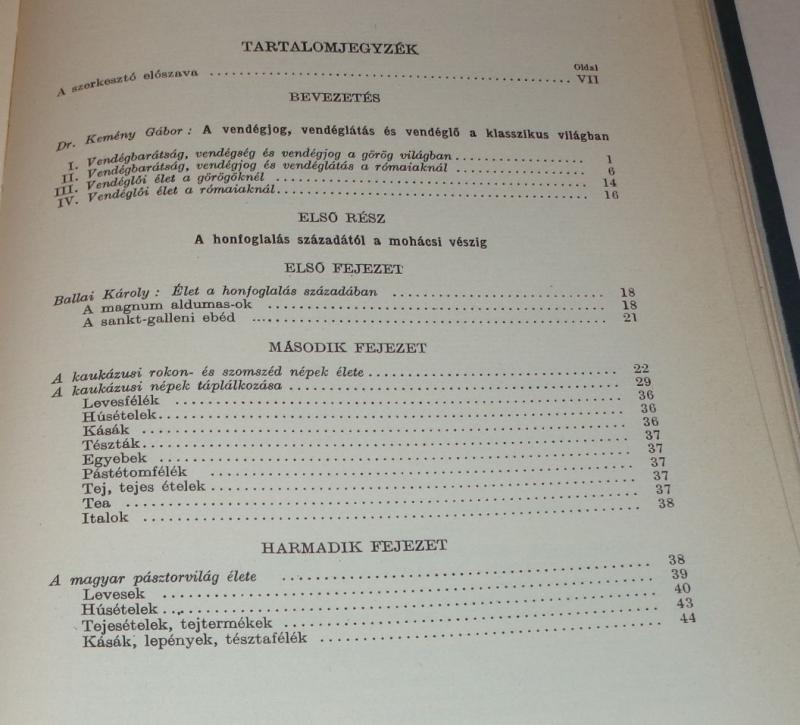 TARTALOMJEGYZÉK
Oldal
A szerkesztő előszava ........ VII
BEVEZETÉS
Dr. Kemény Gábor: A vendégjog, vendéglátás és vendéglő a klasszikus világban
I. Vendégbarátság, vendégség és vendégjog a görög világban ........ 1
II. Vendégbarátság, vendégjog és vendéglátás a rómaiaknál ........ 6
III. Vendéglői élet a görögöknél ........ 14
IV. Vendéglői élet a rómaiaknál ........ 16
ELSŐ RÉSZ
A honfoglalás századától a mohácsi vészig
ELSŐ FEJEZET
Ballai Károly: Élet a honfoglalás századában ........ 18
A magnum aldumas-ok ........ 18
A sankt-galleni ebéd ........ 21
MÁSODIK FEJEZET
A kaukázusi rokon- és szomszéd népek élete ........ 22
A kaukázusi népek táplálkozása ........ 29
Levesfélék ........ 36
Húsételek ........ 36
Kásák ........ 36
Tészták ........ 37
Egyebek ........ 37
Pástétomfélék ........ 37
Tej, tejes ételek ........ 37
Tea ........ 37
Italok ........ 38
HARMADIK FEJEZET
A magyar pásztorvilág élete ........ 38
Levesek ........ 39
Húsételek ........ 40
Tejesételek, tejtermékek ........ 43
Kásák, lepények, tésztafélék ........ 44